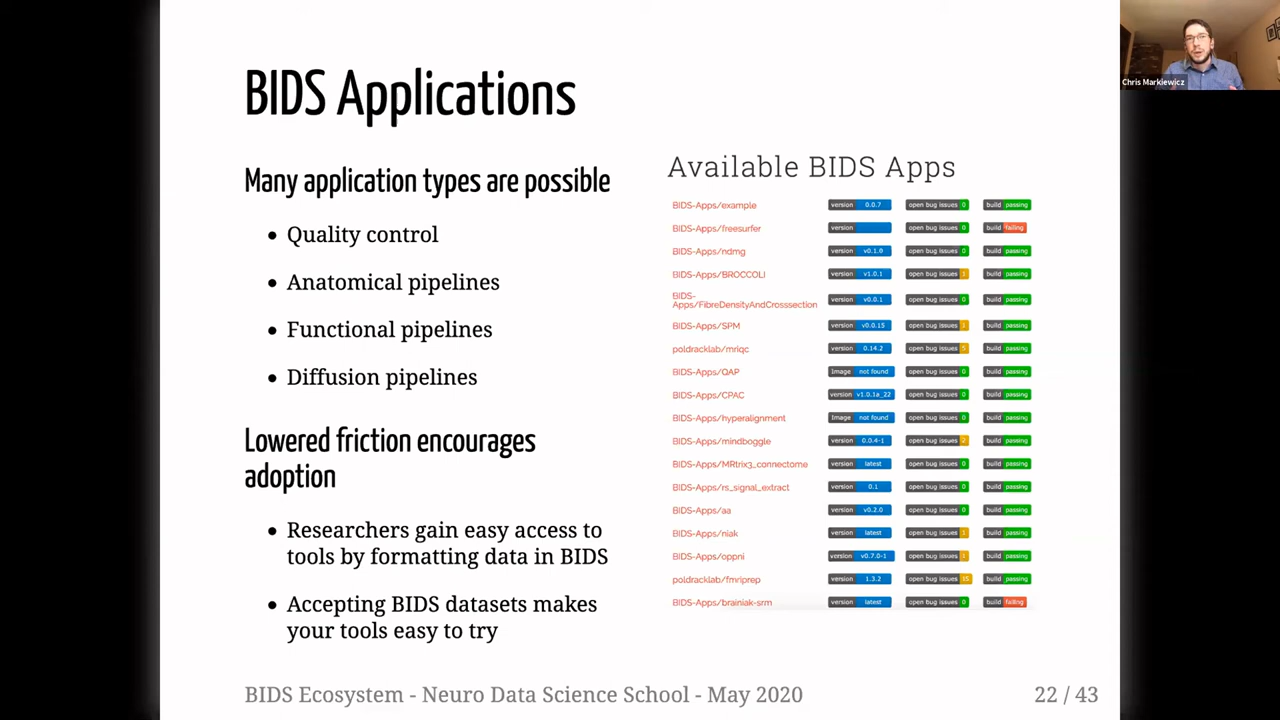 BIDS Applications
Many application types are possible
• Quality control
• Anatomical pipelines
• Functional pipelines
• Diffusion pipelines
Lowered friction encourages
adoption
• Researchers gain easy access to
tools by formatting data in BIDS
• Accepting BIDS datasets makes
your tools easy to try
Available BIDS Apps
BIDS-Apps/example version 0.0.7 open bug issues 0 build passing
BIDS-Apps/freesurfer version open bug issues 0 build failing
BIDS-Apps/ndmg version v0.1.0 open bug issues 0 build passing
BIDS-Apps/BROCCOLI version v1.0.1 open bug issues 1 build passing
BIDS-
Apps/FibreDensityAndCrosssection version v0.0.1 open bug issues 0 build passing
BIDS-Apps/SPM version v0.0.15 open bug issues 1 build passing
poldracklab/mriqc version 0.14.2 open bug issues 5 build passing
BIDS-Apps/QAP Image not found open bug issues 0 build passing
BIDS-Apps/CPAC version v1.0.1a_22 open bug issues 0 build passing
BIDS-Apps/hyperalignment Image not found open bug issues 0 build passing
BIDS-Apps/mindboggle version 0.0.4-1 open bug issues 2 build passing
BIDS-Apps/MRtrix3_connectome version latest open bug issues 0 build passing
BIDS-Apps/rs_signal_extract version 0.1 open bug issues 0 build passing
BIDS-Apps/aa version v0.2.0 open bug issues 0 build passing
BIDS-Apps/niak version latest open bug issues 1 build passing
BIDS-Apps/oppni version v0.7.0-1 open bug issues 1 build passing
poldracklab/fmriprep version 1.3.2 open bug issues 15 build passing
BIDS-Apps/brainiak-srm version latest open bug issues 0 build failing
BIDS Ecosystem - Neuro Data Science School - May 2020
22 / 43
Chris Markiewicz